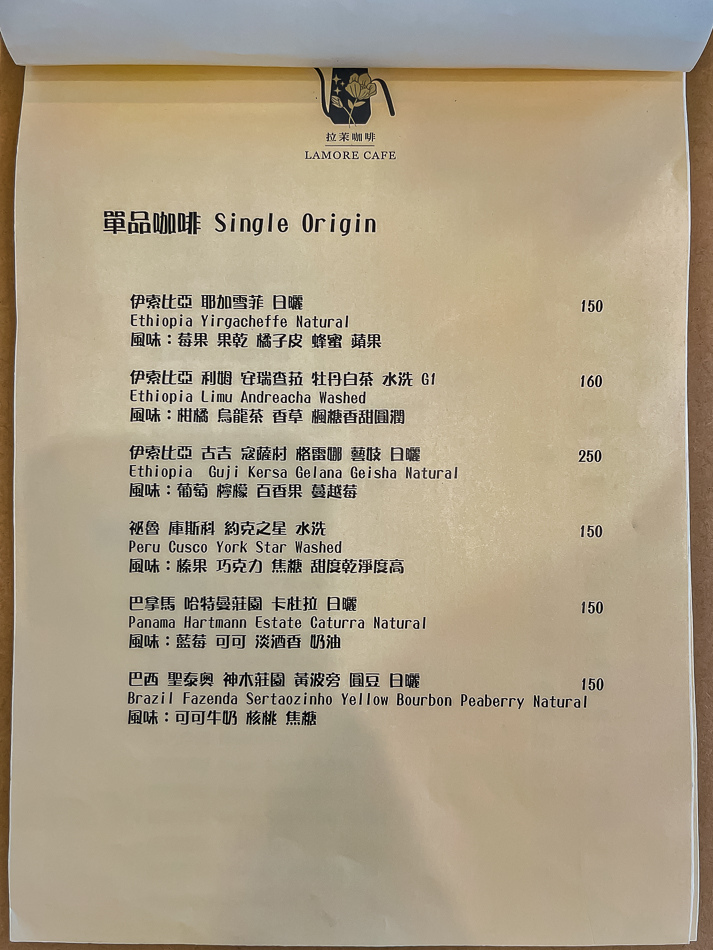 拉茉咖啡
LAMORE CAFE
單品咖啡 Single Origin
伊索比亞 耶加雪菲 日曬 150
Ethiopia Yirgacheffe Natural
風味：莓果 果乾 橘子皮 蜂蜜 蘋果
伊索比亞 利姆 安瑞查菈 牡丹白茶 水洗 G1 160
Ethiopia Limu Andreacha Washed
風味：柑橘 烏龍茶 香草 楓糖香甜圓潤
伊索比亞 古吉 寇薩村 格雷娜 藝妓 日曬 250
Ethiopia Guji Kersa Gelana Geisha Natural
風味：葡萄 檸檬 百香果 蔓越莓
祕魯 庫斯科 約克之星 水洗 150
Peru Cusco York Star Washed
風味：榛果 巧克力 焦糖 甜度乾淨度高
巴拿馬 哈特曼莊園 卡杜拉 日曬 150
Panama Hartmann Estate Caturra Natural
風味：藍莓 可可 淡酒香 奶油
巴西 聖泰奧 神木莊園 黃波旁 圓豆 日曬 150
Brazil Fazenda Sertaozinho Yellow Bourbon Peaberry Natural
風味：可可牛奶 核桃 焦糖